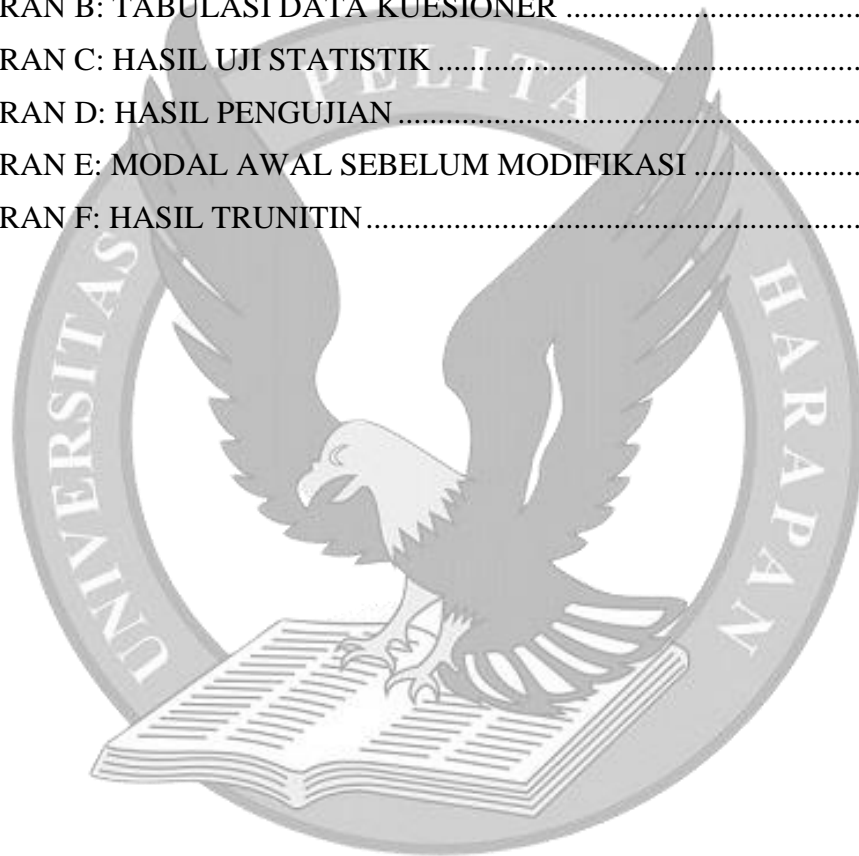 RAN B: TABULASI DATA KUESIONER ........................................
RAN C: HASIL UJI STATISTIK ........................................................
RAN D: HASIL PENGUJIAN ............................................................
RAN E: MODAL AWAL SEBELUM MODIFIKASI ......................
RAN F: HASIL TRUNITIN .................................................................
UNIVERSITAS PELITA HARAPAN